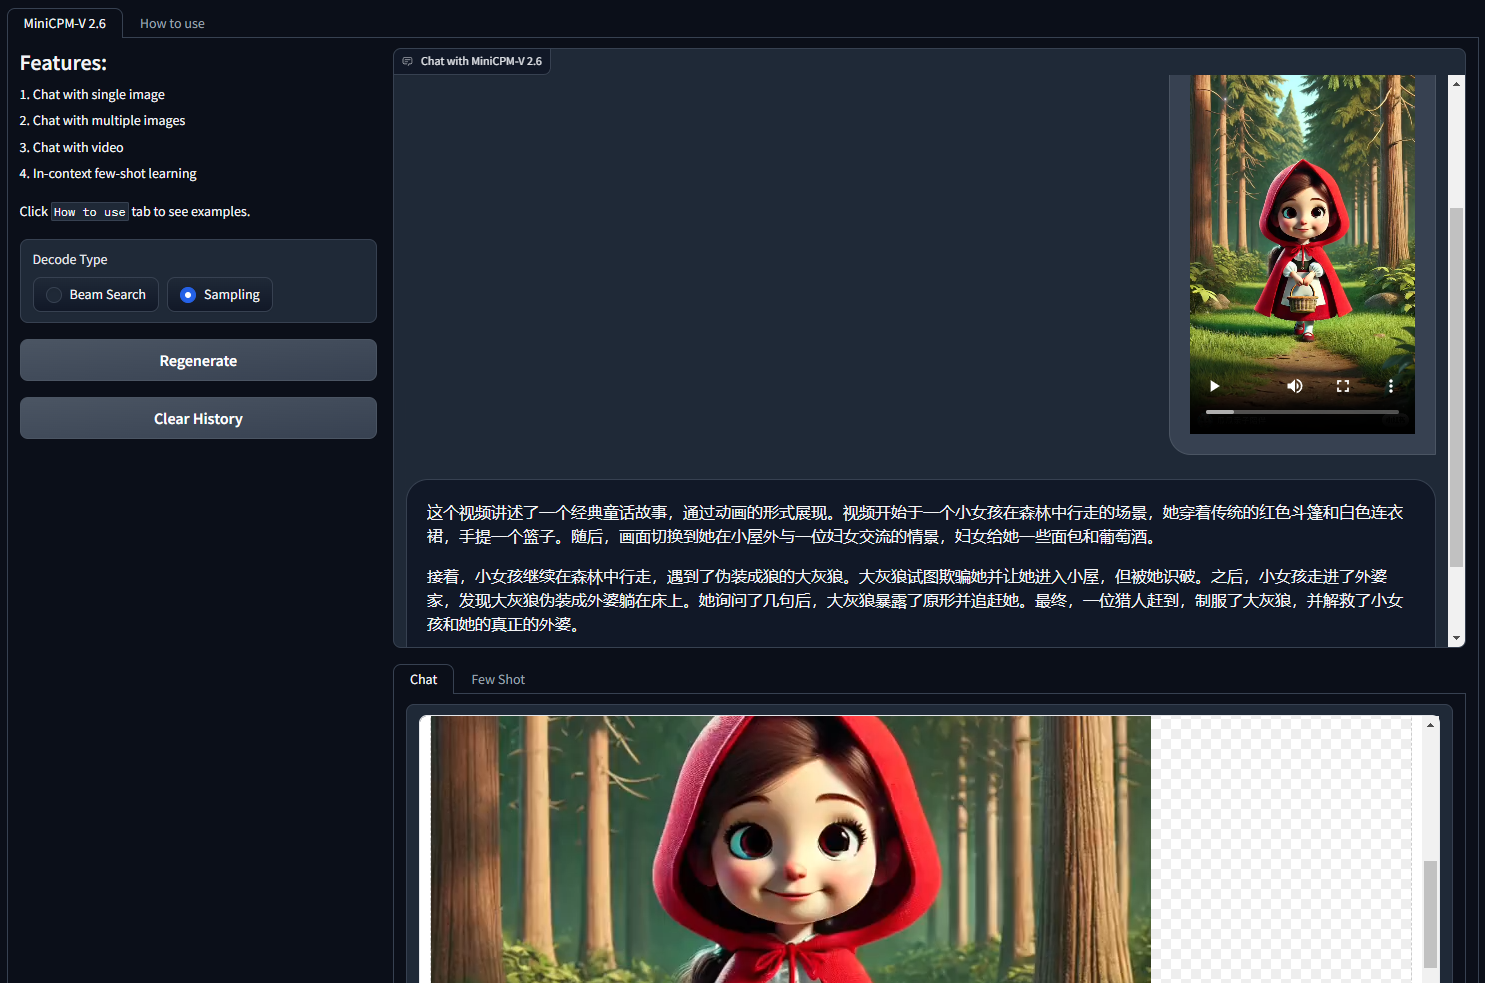 MiniCPM-V 2.6
How to use
Features:
1. Chat with single image
2. Chat with multiple images
3. Chat with video
4. In-context few-shot learning
Click How to use tab to see examples.
Decode Type
Beam Search
Sampling
Regenerate
Clear History
Chat with MiniCPM-V 2.6
这个视频讲述了一个经典童话故事，通过动画的形式展现。视频开始于一个小女孩在森林中行走的场景，她穿着传统的红色斗篷和白色连衣
裙，手提一个篮子。随后，画面切换到她在小屋外与一位妇女交流的情景，妇女给她一些面包和葡萄酒。
接着，小女孩继续在森林中行走，遇到了伪装成狼的大灰狼。大灰狼试图欺骗她并让她进入小屋，但被她识破。之后，小女孩走进了外婆
家，发现大灰狼伪装成外婆躺在床上。她询问了几句后，大灰狼暴露了原形并追赶她。最终，一位猎人赶到，制服了大灰狼，并解救了小女
孩和她的真正的外婆。
Chat
Few Shot